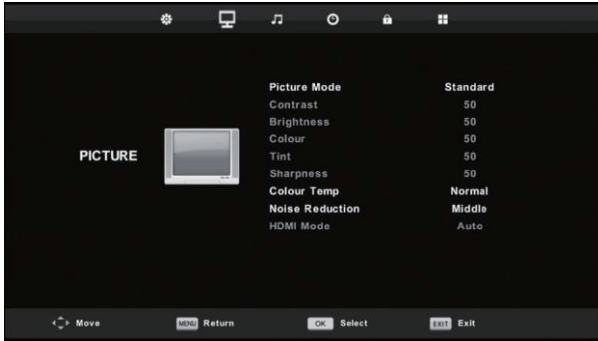 Picture Mode Standard
Contrast 50
Brightness 50
Colour 50
PICTURE
Tint 50
Sharpness 50
Colour Temp Normal
Noise Reduction Middle
HDMI Mode Auto
Move MENU Return OK Select EXIT Exit